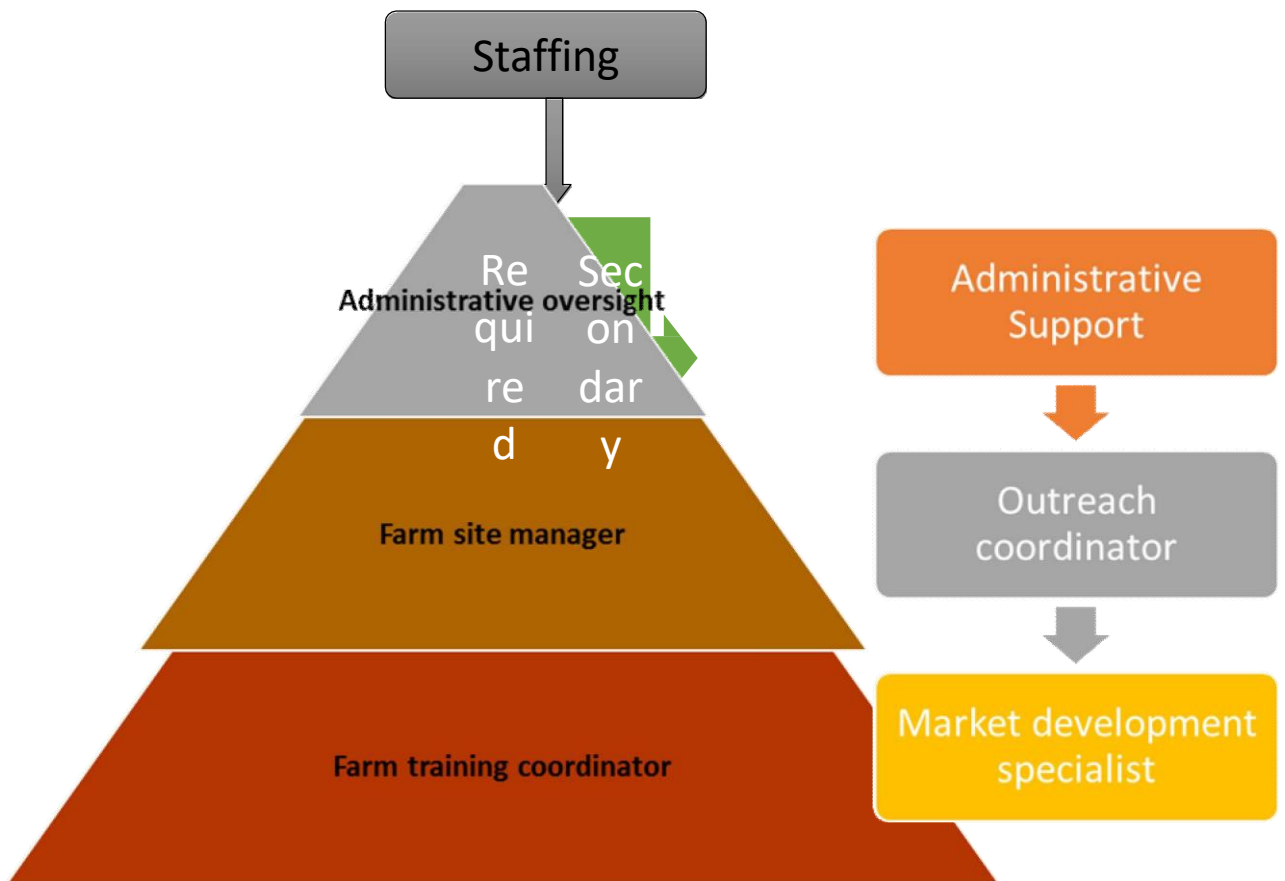 Staffing
Re
qui
re
d
Sec
on
dar
y
Administrative oversight
Farm site manager
Farm training coordinator
Administrative
Support
Outreach
coordinator
Market development
specialist